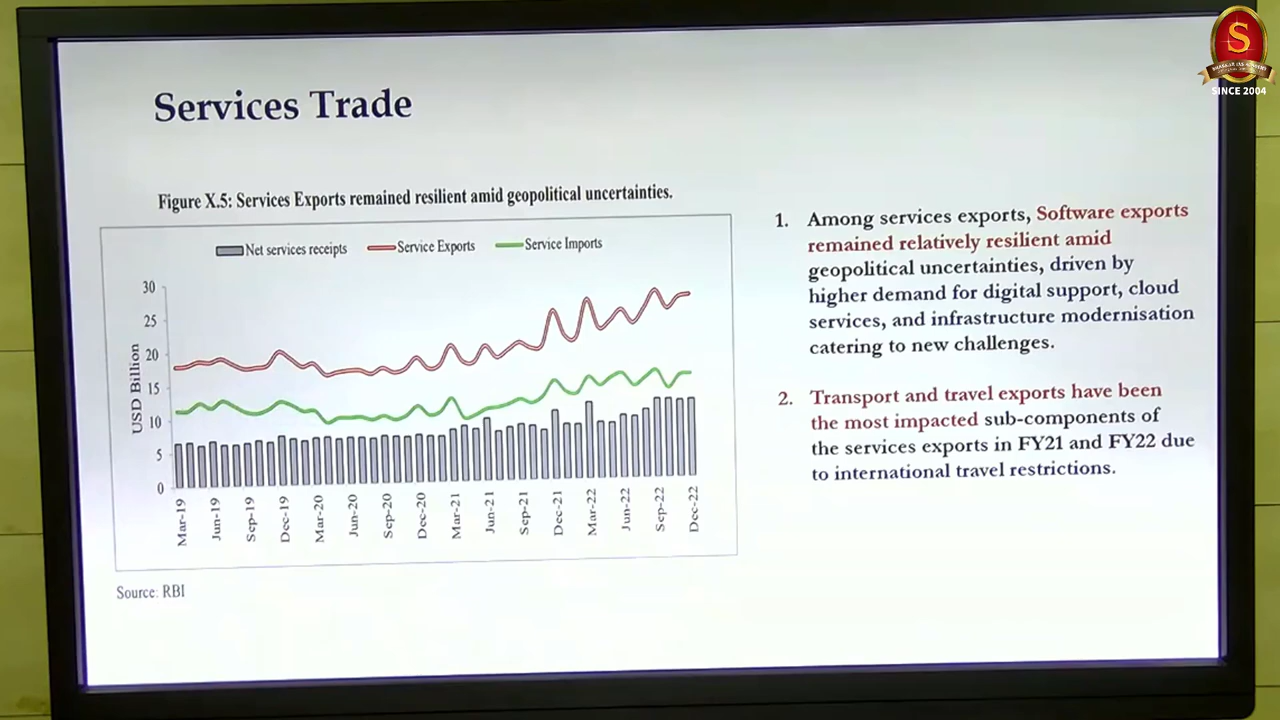 S
SHANKAR IAS ACADEMY
SINCE 2004
Services Trade
Figure X.5: Services Exports remained resilient amid geopolitical uncertainties.
Net services receipts
Service Exports
Service Imports
30
25
20
15
10
5
0
USD Billion
Mar-19
Jun-19
Sep-19
Dec-19
Mar-20
Jun-20
Sep-20
Dec-20
Mar-21
Jun-21
Sep-21
Dec-21
Mar-22
Jun-22
Sep-22
Dec-22
Source: RBI
1. Among services exports, Software exports
remained relatively resilient amid
geopolitical uncertainties, driven by
higher demand for digital support, cloud
services, and infrastructure modernisation
catering to new challenges.
2. Transport and travel exports have been
the most impacted sub-components of
the services exports in FY21 and FY22 due
to international travel restrictions.